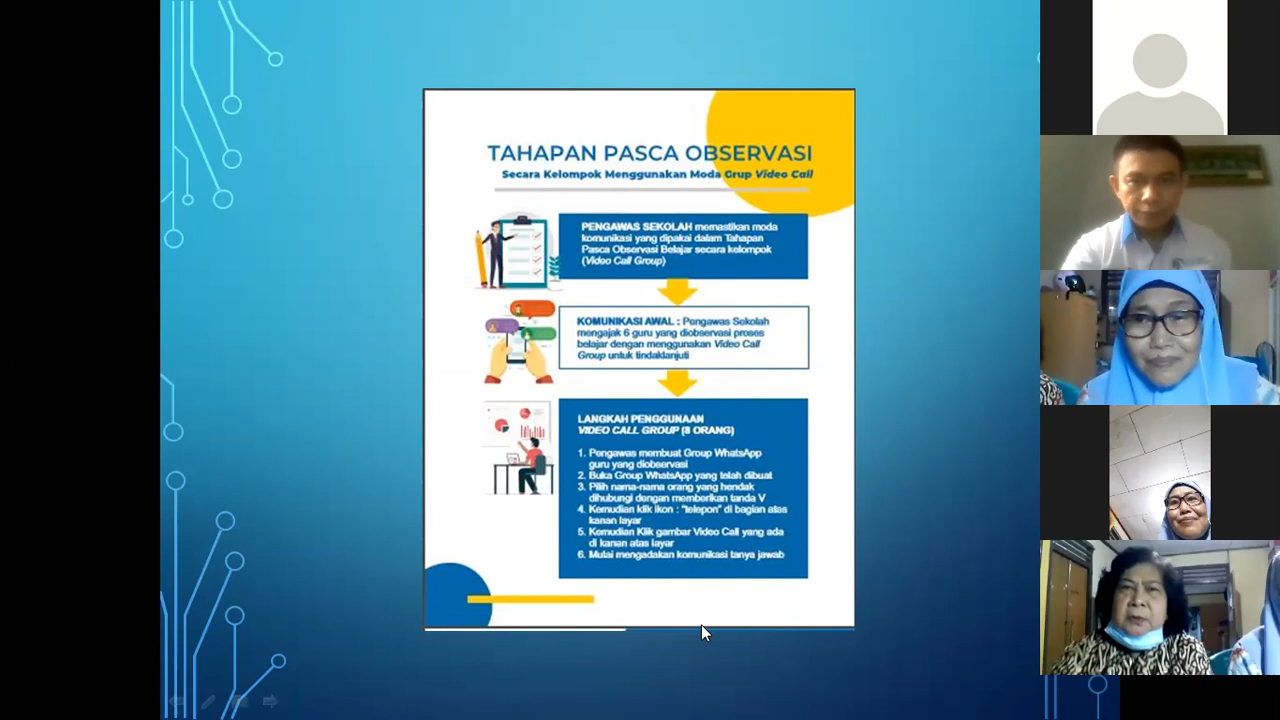 TAHAPAN PASCA OBSERVASI
Secara Kelompok Menggunakan Moda Grup Video Call
PENGAWAS SEKOLAH memastikan moda
komunikasi yang dipakai dalam Tahapan
Pasca Observasi Belajar secara kelompok
(Video Call Group)
KOMUNIKASI AWAL : Pengawas Sekolah
mengajak 6 guru yang diobservasi proses
belajar dengan menggunakan Video Call
Group untuk tindaklanjuti
LANGKAH PENGGUNAAN
VIDEO CALL GROUP (8 ORANG)
1. Pengawas membuat Group WhatsApp
guru yang diobservasi
2. Buka Group WhatsApp yang telah dibuat
3. Pilih nama-nama orang yang hendak
dihubungi dengan memberikan tanda V
4. Kemudian klik ikon : "telepon" di bagian atas
kanan layar
5. Kemudian Klik gambar Video Call yang ada
di kanan atas layar
6. Mulai mengadakan komunikasi tanya jawab